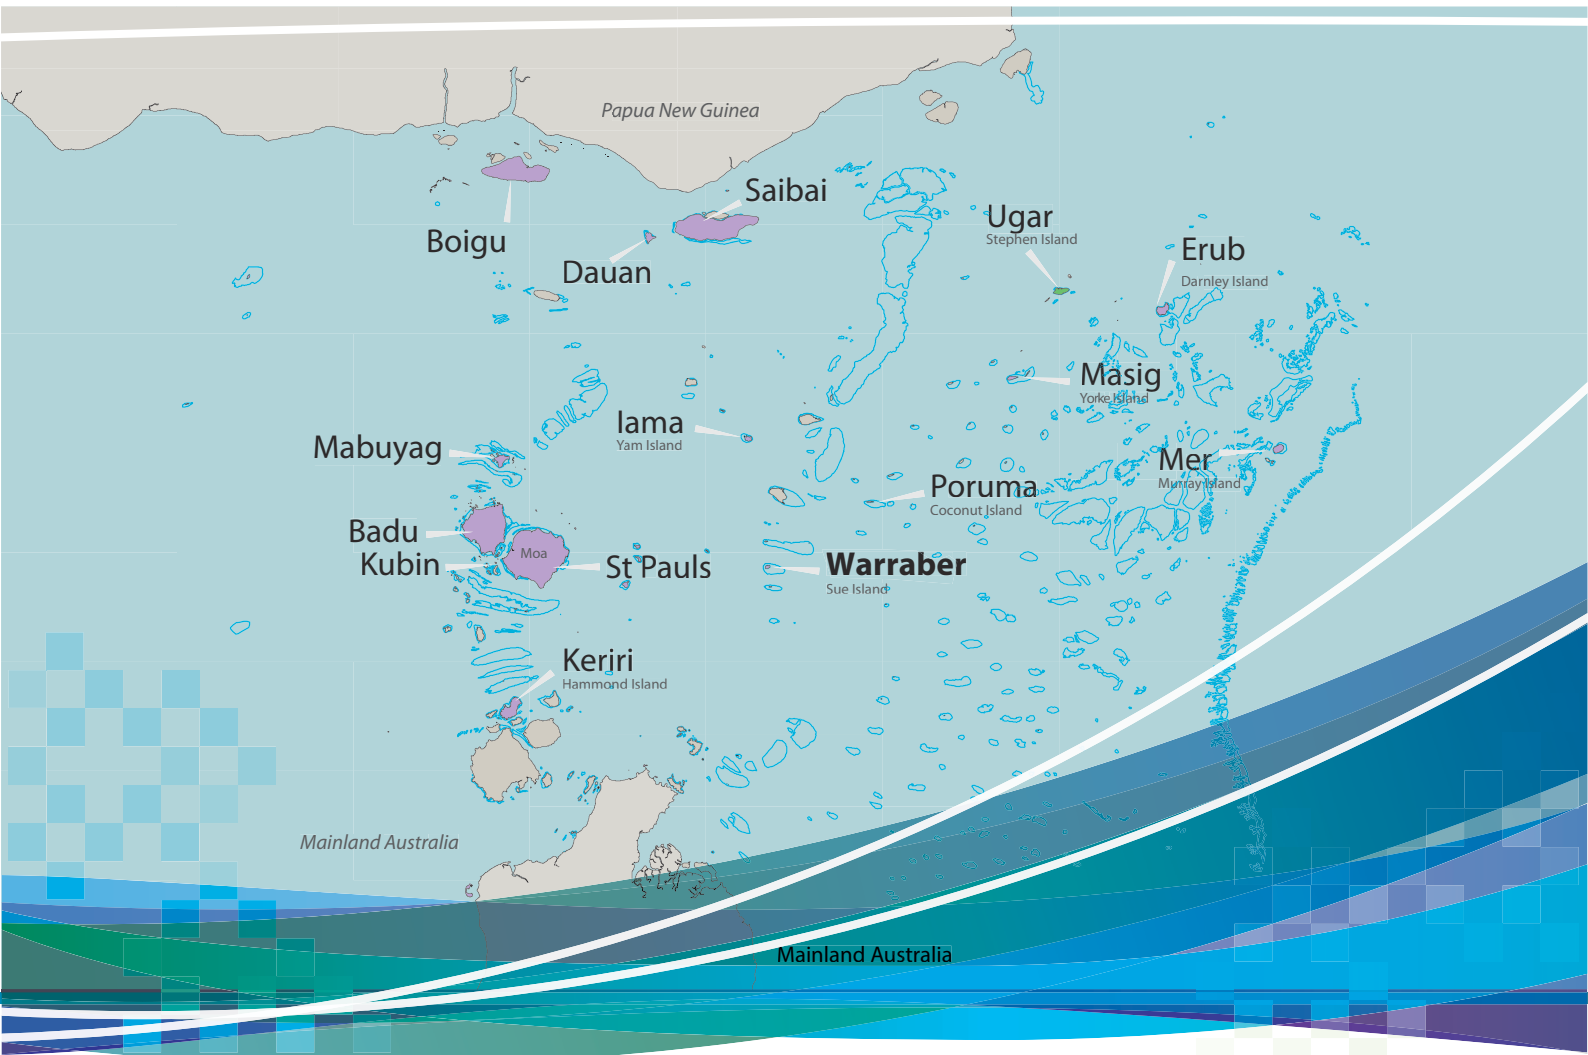 Papua New Guinea
Saibai
Boigu
Dauan
Ugar
Stephen Island
Erub
Darnley Island
Masig
Yorke Island
Iama
Yam Island
Mabuyag
Mer
Murray Island
Poruma
Coconut Island
Badu
Kubin
Moa
St Pauls
Warraber
Sue Island
Keriri
Hammond Island
Mainland Australia
Mainland Australia